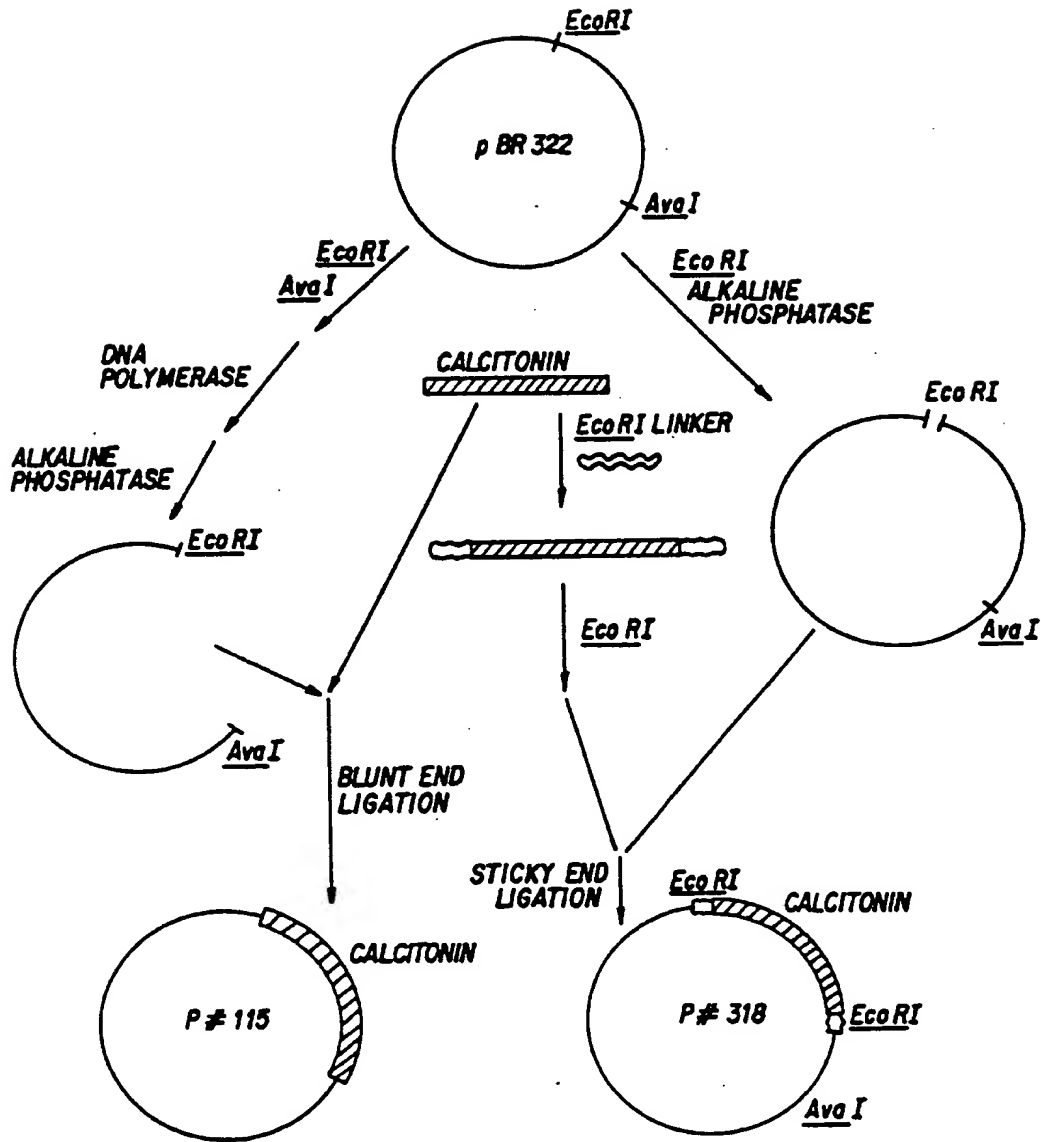 EcoRI
pBR 322
AvaI
EcoRI
AvaI
EcoRI
ALKALINE
PHOSPHATASE
DNA
POLYMERASE
CALCITONIN
EcoRI
EcoRI LINKER
ALKALINE
PHOSPHATASE
EcoRI
EcoRI
AvaI
AvaI
BLUNT END
LIGATION
STICKY END
LIGATION
EcoRI
CALCITONIN
CALCITONIN
P # 115
P # 318
EcoRI
AvaI